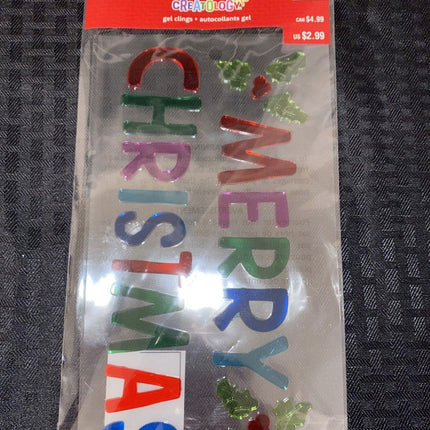 CREATOLOGY
gel clings • autocollants gel
CAN $4.99
US $2.99
MERRY
CHRISTMAS